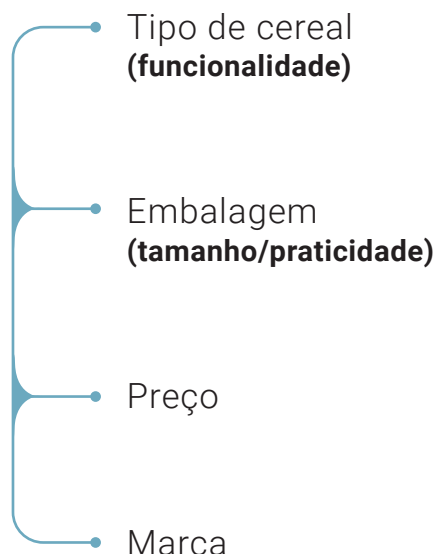 Tipo de cereal
(funcionalidade)
Embalagem
(tamanho/praticidade)
Preço
Marca